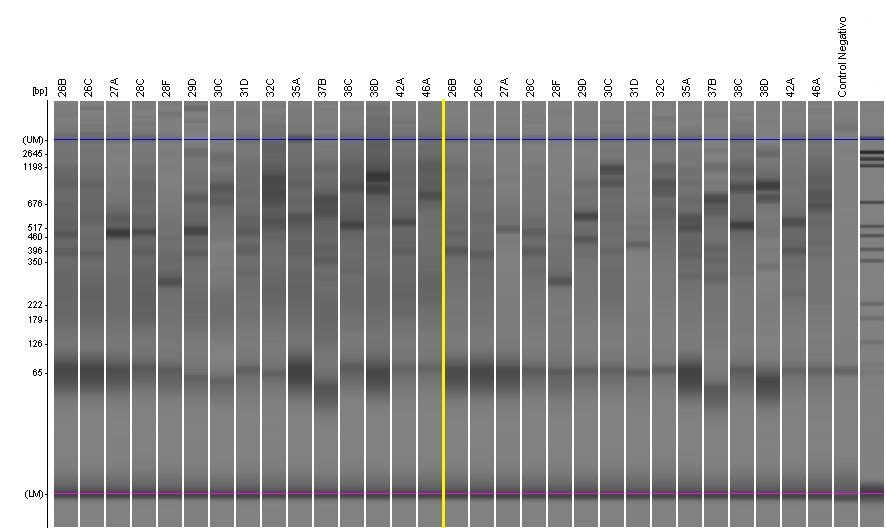 Control Negativo
[bp] 26B 26C 27A 28C 28F 29D 30C 31D 32C 35A 37B 38C 38D 42A 46A 26B 26C 27A 28C 28F 29D 30C 31D 32C 35A 37B 38C 38D 42A 46A
(UM)
2645
1198
676
517
460
396
350
222
179
126
65
(LM)